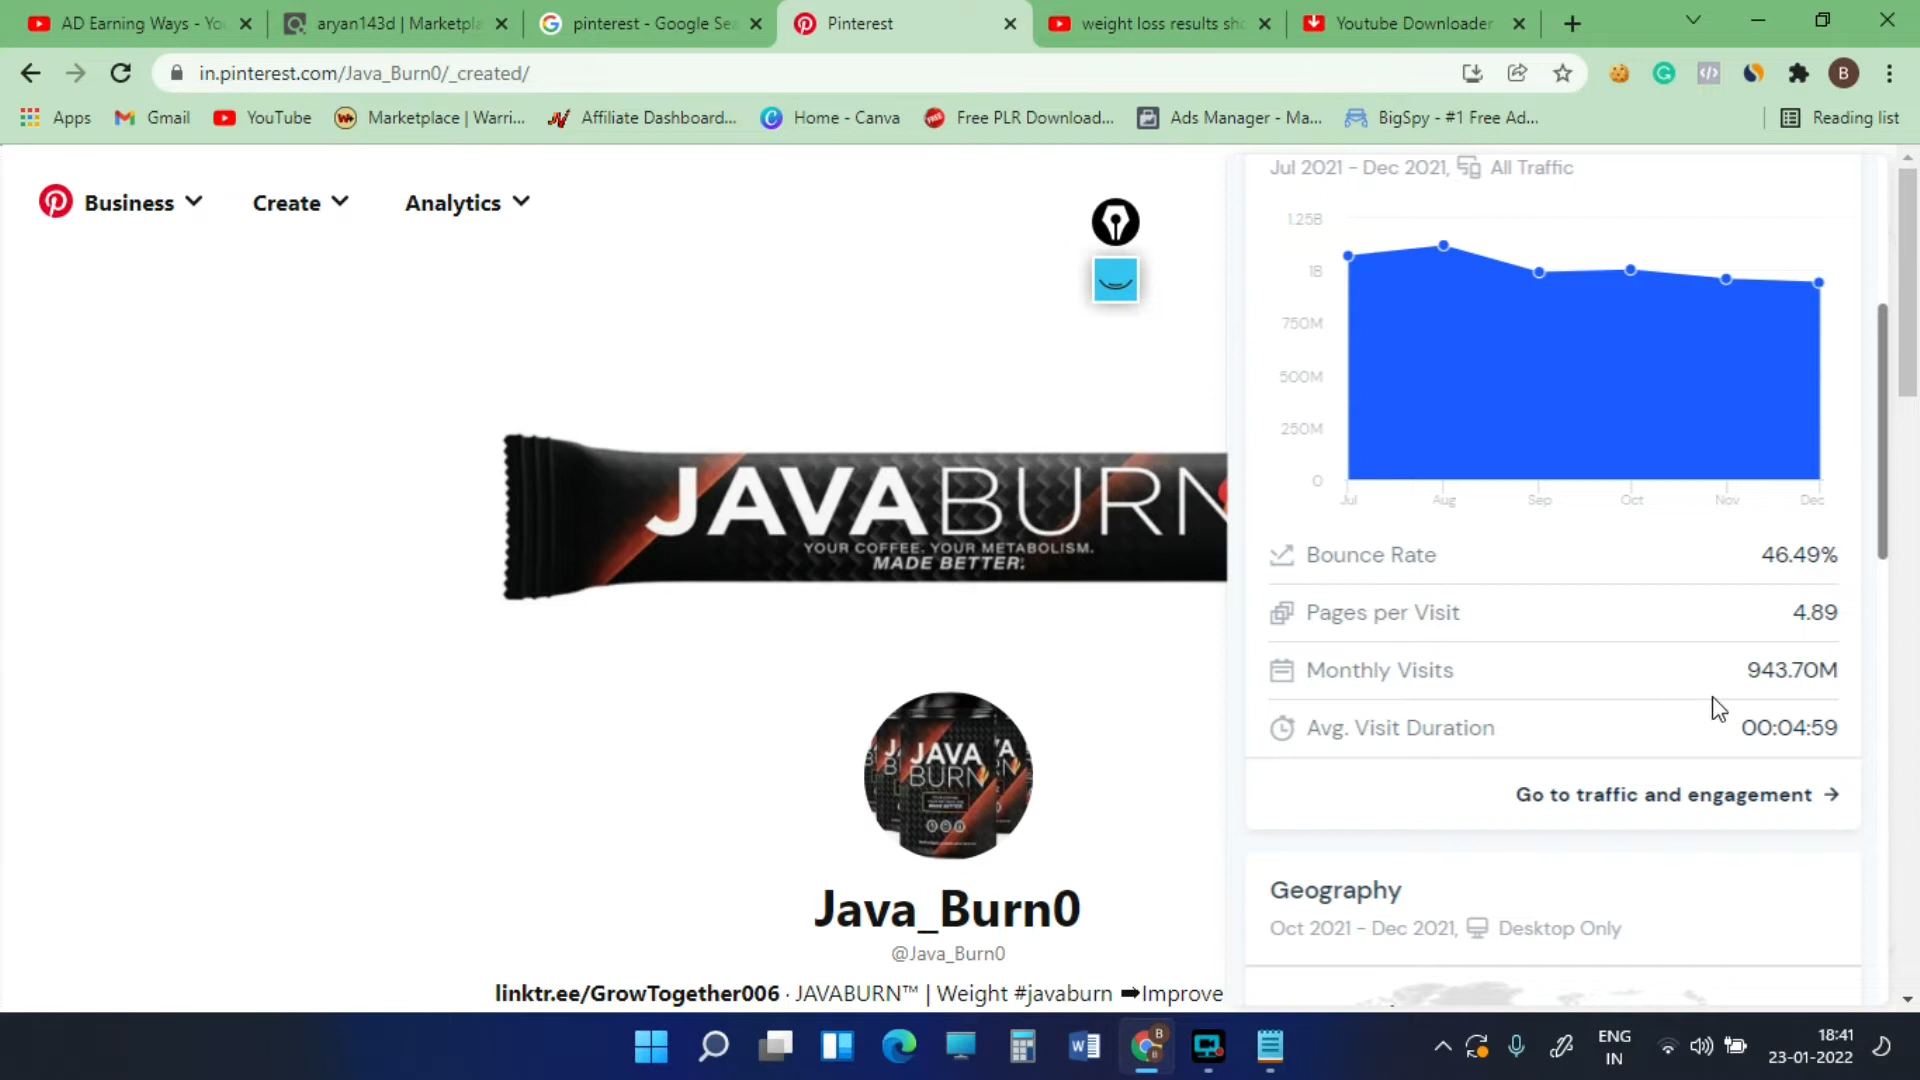 AD Earning Ways - Yo
aryan143d | Marketpla
pinterest - Google Sea
Pinterest
weight loss results sho
Youtube Downloader
in.pinterest.com/Java_Burn0/_created/
B
Apps
Gmail
YouTube
Marketplace | Warri...
Affiliate Dashboard...
Home - Canva
Free PLR Download...
Ads Manager - Ma...
BigSpy - #1 Free Ad...
Reading list
Business
Create
Analytics
Jul 2021 - Dec 2021, All Traffic
1.25B
1B
750M
500M
250M
0
Jul
Aug
Sep
Oct
Nov
Dec
JAVABURN
YOUR COFFEE. YOUR METABOLISM.
MADE BETTER.
Bounce Rate 46.49%
Pages per Visit 4.89
Monthly Visits 943.70M
Avg. Visit Duration 00:04:59
Go to traffic and engagement →
JAVA
BURN
Geography
Oct 2021 - Dec 2021, Desktop Only
Java_Burn0
@Java_Burn0
linktr.ee/GrowTogether006 · JAVABURN™ | Weight #javaburn ➡Improve
ENG
IN
18:41
23-01-2022